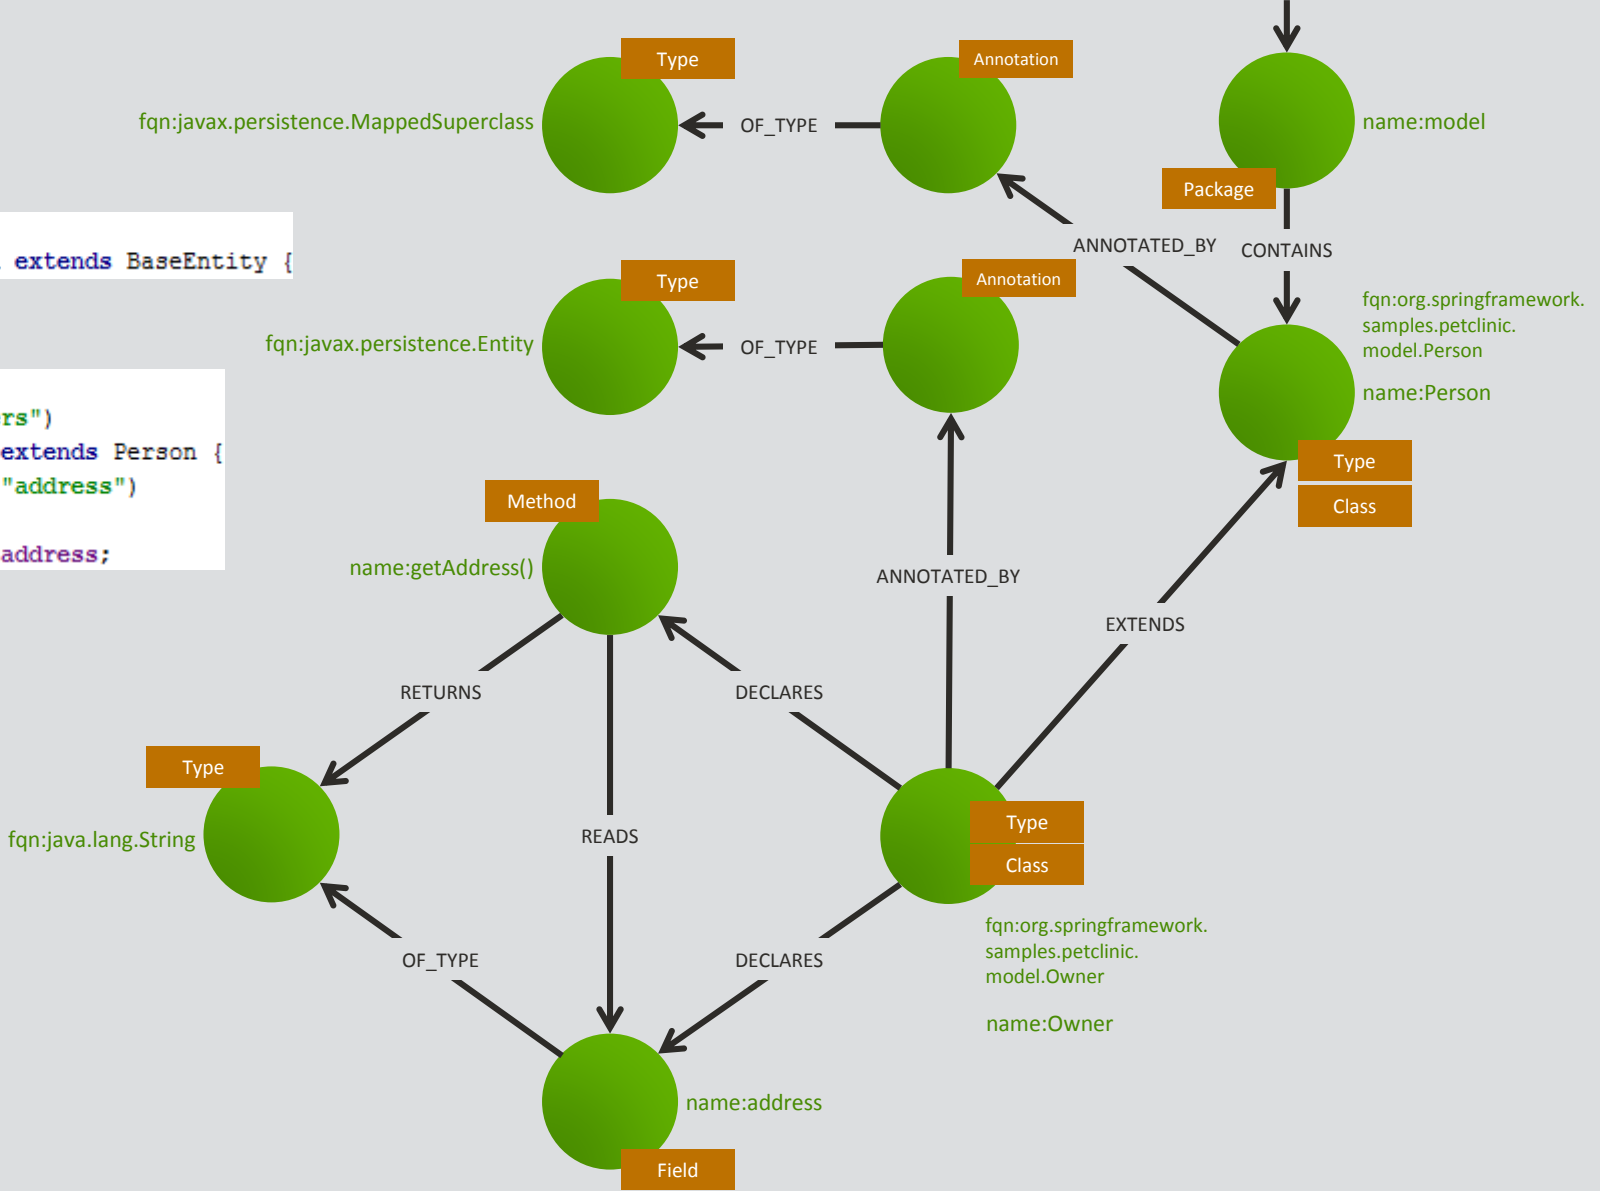 Type
Annotation
fqn:javax.persistence.MappedSuperclass
OF_TYPE
name:model
Package
ANNOTATED_BY
CONTAINS
extends BaseEntity {
Type
Annotation
fqn:org.springframework.
samples.petclinic.
model.Person
fqn:javax.persistence.Entity
OF_TYPE
name:Person
rs")
extends Person {
"address")
address;
Type
Class
Method
name:getAddress()
ANNOTATED_BY
EXTENDS
RETURNS
DECLARES
Type
fqn:java.lang.String
READS
Type
Class
fqn:org.springframework.
samples.petclinic.
model.Owner
name:Owner
OF_TYPE
DECLARES
name:address
Field